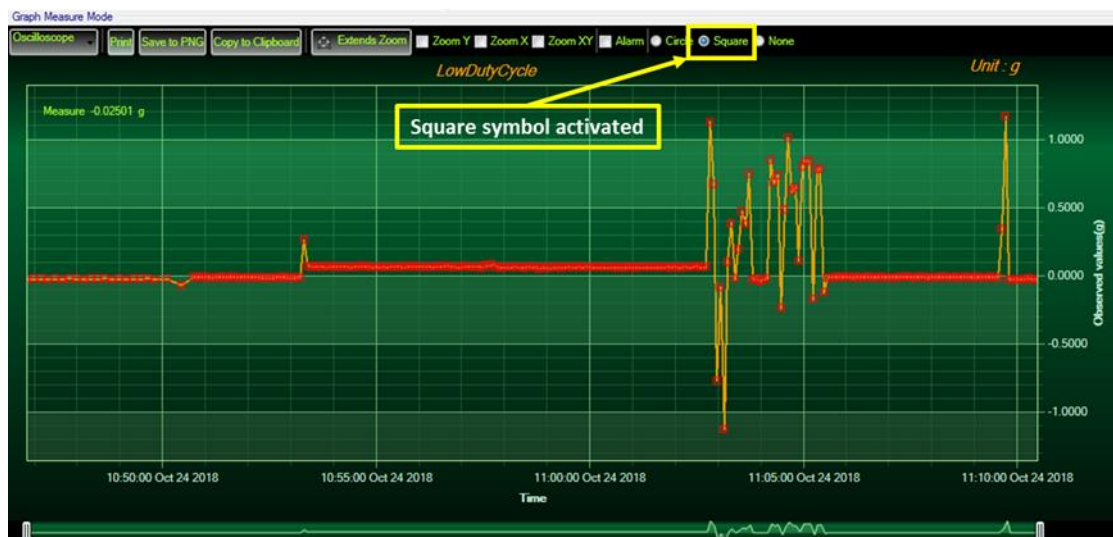 Graph Measure Mode
Oscilloscope Print Save to PNG Copy to Clipboard Extends Zoom Zoom Y Zoom X Zoom XY Alarm Circle Square None
LowDutyCycle
Unit : g
Measure -0.02501 g
Square symbol activated
1.0000
0.5000
0.0000
-0.5000
-1.0000
Observed values(g)
10:50:00 Oct 24 2018 10:55:00 Oct 24 2018 11:00:00 Oct 24 2018 11:05:00 Oct 24 2018 11:10:00 Oct 24 2018
Time